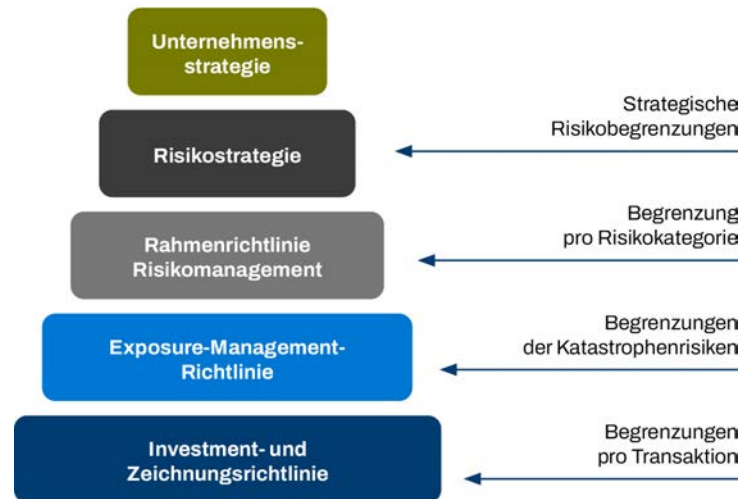 Unternehmens-
strategie
Strategische
Risikobegrenzungen
Risikostrategie
Begrenzung
pro Risikokategorie
Rahmenrichtlinie
Risikomanagement
Begrenzungen
der Katastrophenrisiken
Exposure-Management-
Richtlinie
Begrenzungen
pro Transaktion
Investment- und
Zeichnungsrichtlinie